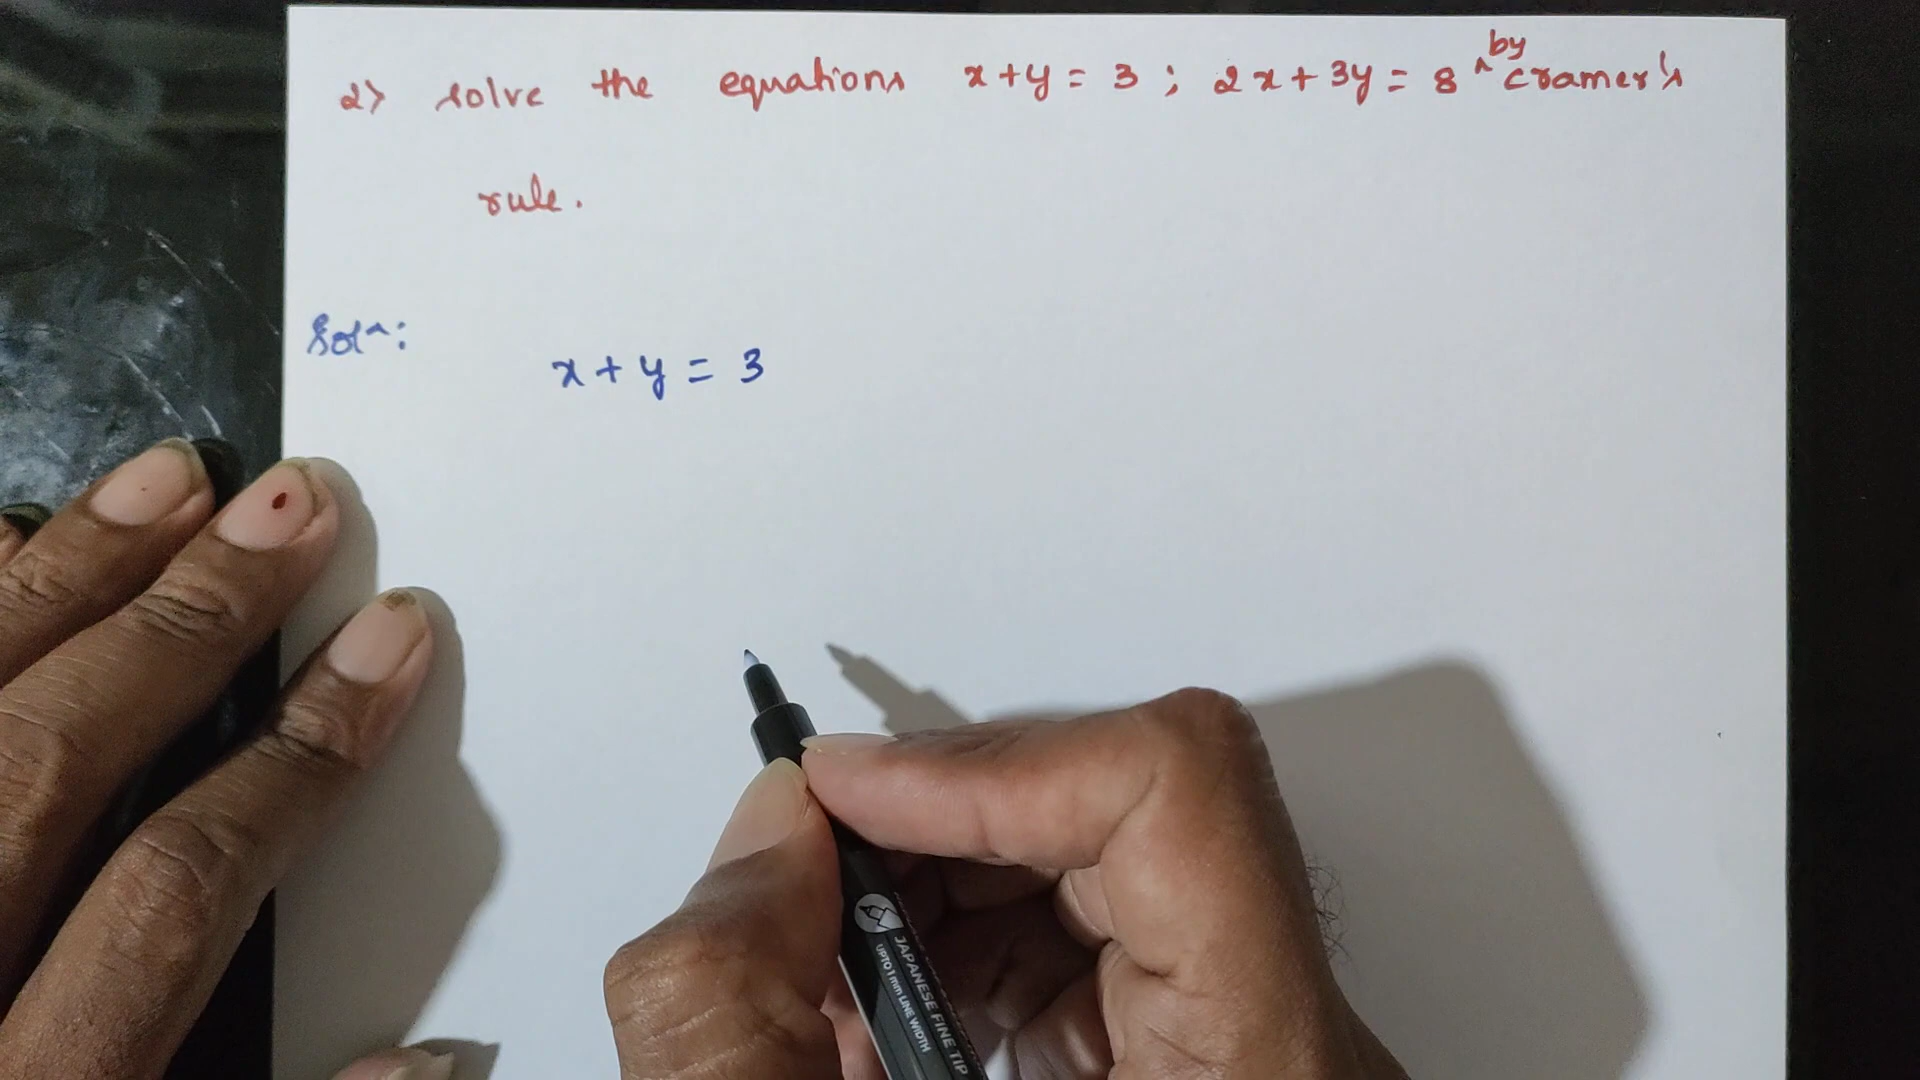 2) solve the equations x+y = 3 ; 2x+3y = 8 ^by cramer's
rule.
Soln:
x + y = 3
JAPANESE FINE TIP
UPTO 1 mm LINE WIDTH